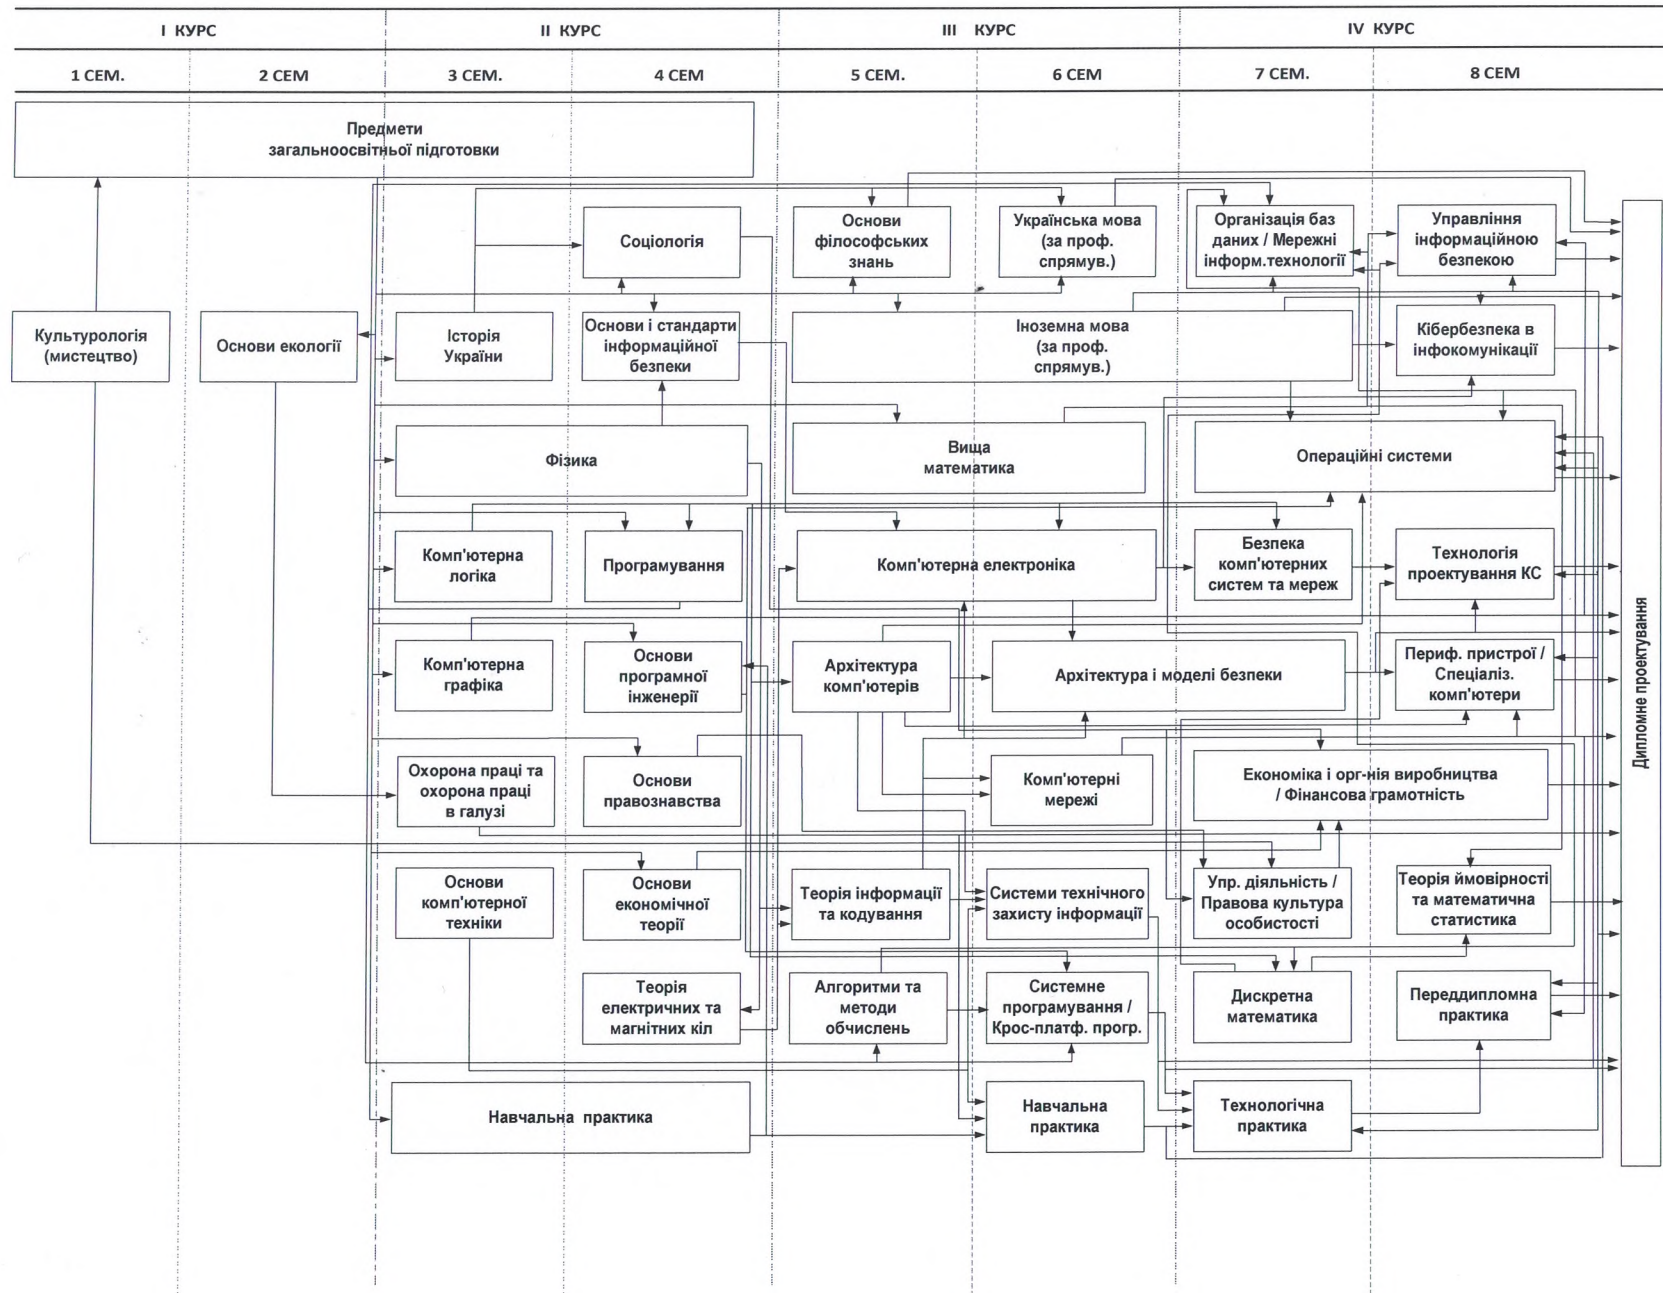 І КУРС
ІІ КУРС
ІІІ КУРС
IV КУРС
1 СЕМ.
2 СЕМ
3 СЕМ.
4 СЕМ
5 СЕМ.
6 СЕМ
7 СЕМ.
8 СЕМ
Предмети
загальноосвітньої підготовки
Соціологія
Основи
філософських
знань
Українська мова
(за проф.
спрямув.)
Організація баз
даних / Мережні
інформ.технології
Управління
інформаційною
безпекою
Культурологія
(мистецтво)
Основи екології
Історія
України
Основи і стандарти
інформаційної
безпеки
Іноземна мова
(за проф.
спрямув.)
Кібербезпека в
інфокомунікації
Фізика
Вища
математика
Операційні системи
Комп'ютерна
логіка
Програмування
Комп'ютерна електроніка
Безпека
комп'ютерних
систем та мереж
Технологія
проектування КС
Комп'ютерна
графіка
Основи
програмної
інженерії
Архітектура
комп'ютерів
Архітектура і моделі безпеки
Периф. пристрої /
Спеціаліз.
комп'ютери
Охорона праці та
охорона праці
в галузі
Основи
правознавства
Комп'ютерні
мережі
Економіка і орг-нія виробництва
/ Фінансова грамотність
Основи
комп'ютерної
техніки
Основи
економічної
теорії
Теорія інформації
та кодування
Системи технічного
захисту інформації
Упр. діяльність /
Правова культура
особистості
Теорія ймовірності
та математична
статистика
Теорія
електричних та
магнітних кіл
Алгоритми та
методи
обчислень
Системне
програмування /
Крос-платф. прогр.
Дискретна
математика
Переддипломна
практика
Навчальна практика
Навчальна
практика
Технологічна
практика
Дипломне проектування